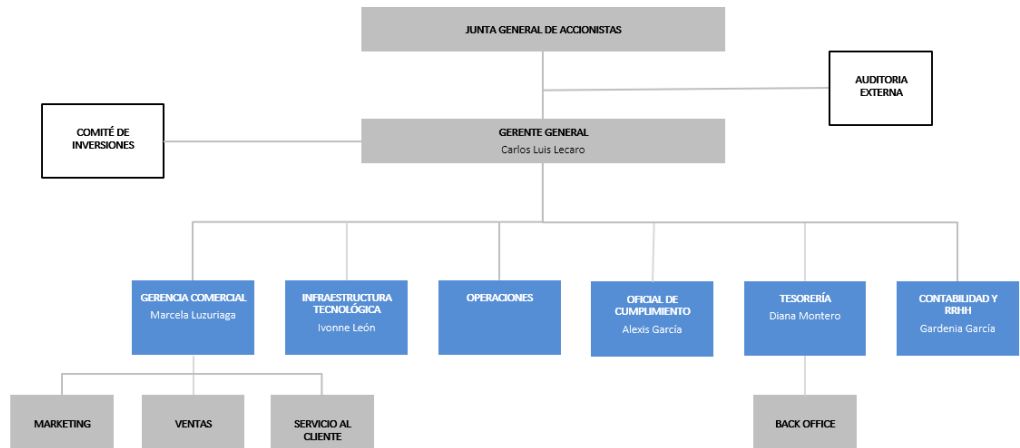 JUNTA GENERAL DE ACCIONISTAS
AUDITORIA
EXTERNA
COMITÉ DE
INVERSIONES
GERENTE GENERAL
Carlos Luis Lecaro
GERENCIA COMERCIAL
Marcela Luzuriaga
INFRAESTRUCTURA
TECNOLÓGICA
Ivonne León
OPERACIONES
OFICIAL DE
CUMPLIMIENTO
Alexis García
TESORERÍA
Diana Montero
CONTABILIDAD Y
RRHH
Gardenia García
MARKETING
VENTAS
SERVICIO AL
CLIENTE
BACK OFFICE